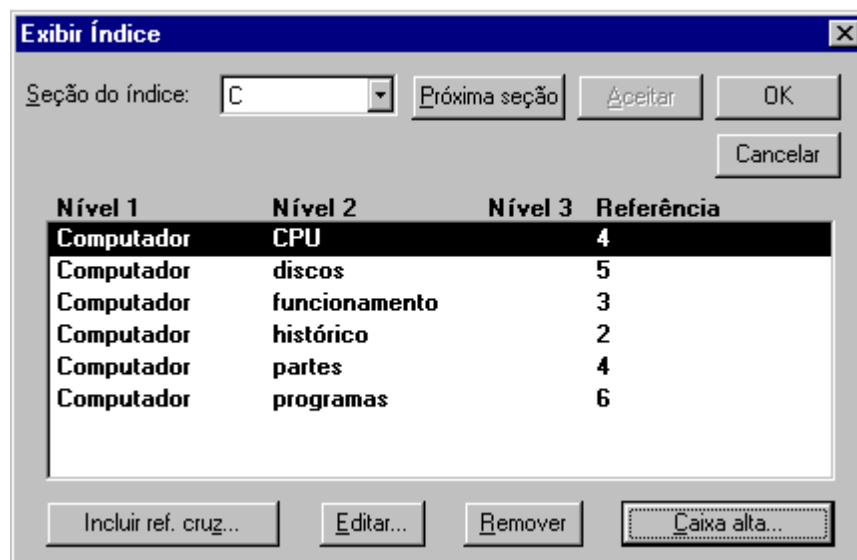 Exibir Índice
Seção do índice: C Próxima seção Aceitar OK
Cancelar
Nível 1 Nível 2 Nível 3 Referência
Computador CPU 4
Computador discos 5
Computador funcionamento 3
Computador histórico 2
Computador partes 4
Computador programas 6
Incluir ref. cruz... Editar... Remover Caixa alta...